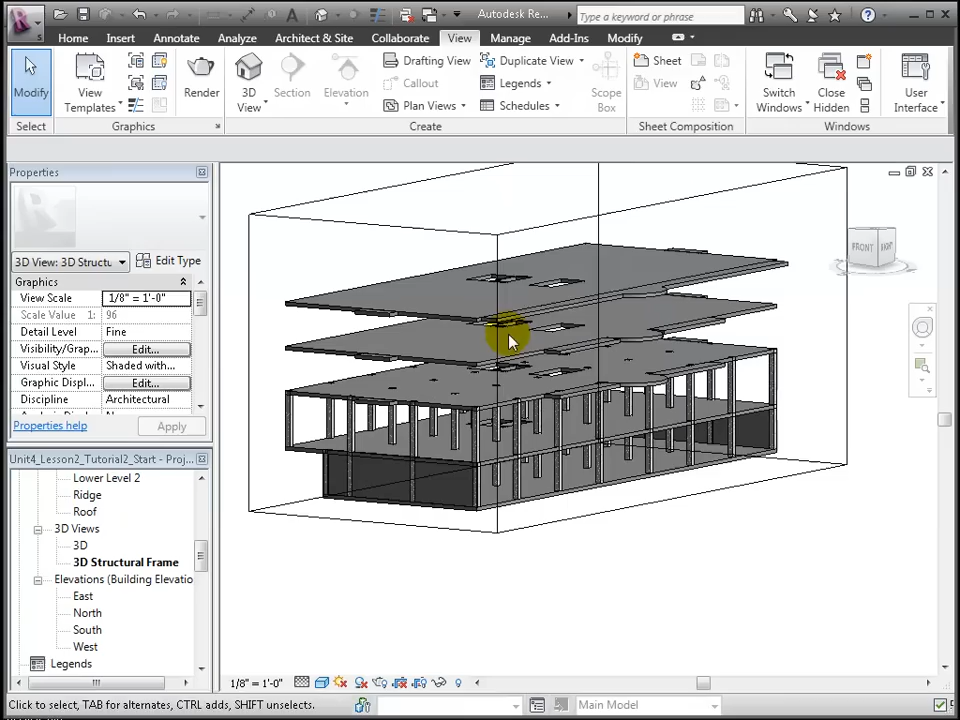 Autodesk Re...
Type a keyword or phrase
Home Insert Annotate Analyze Architect & Site Collaborate View Manage Add-Ins Modify
Modify
View Templates
Render
3D View
Section
Elevation
Drafting View
Callout
Plan Views
Duplicate View
Legends
Schedules
Scope Box
Sheet
View
Switch Windows
Close Hidden
User Interface
Select Graphics Create Sheet Composition Windows
Properties
3D View: 3D Structu
Edit Type
Graphics
View Scale 1/8" = 1'-0"
Scale Value 1: 96
Detail Level Fine
Visibility/Grap... Edit...
Visual Style Shaded with...
Graphic Displ... Edit...
Discipline Architectural
Properties help Apply
Unit4_Lesson2_Tutorial2_Start - Proj...
Lower Level 2
Ridge
Roof
3D Views
3D
3D Structural Frame
Elevations (Building Elevatio
East
North
South
West
Legends
FRONT
1/8" = 1'-0"
Click to select, TAB for alternates, CTRL adds, SHIFT unselects.
Main Model